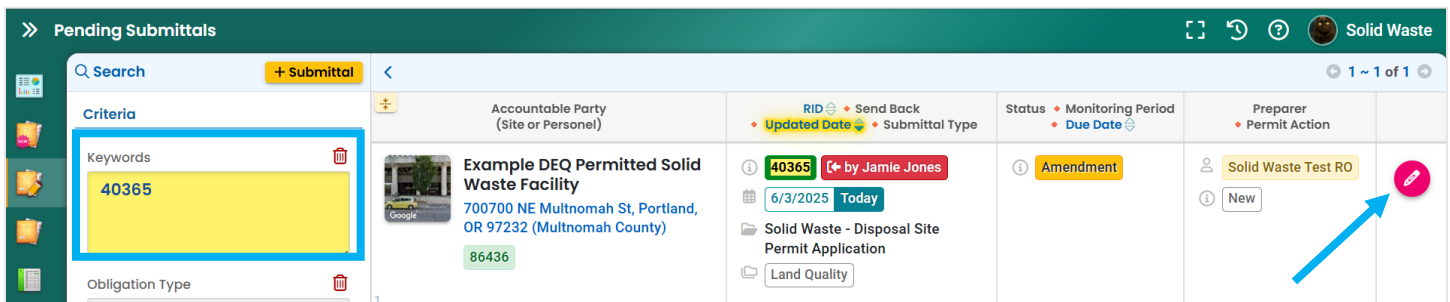 Pending Submittals
Solid Waste
Search
+ Submittal
1 ~ 1 of 1
Criteria
Keywords
40365
Obligation Type
Accountable Party
(Site or Personel)
RID Send Back
Updated Date Submittal Type
Status Monitoring Period
Due Date
Preparer
Permit Action
NEW
Google
Example DEQ Permitted Solid
Waste Facility
700700 NE Multnomah St, Portland,
OR 97232 (Multnomah County)
86436
40365 by Jamie Jones
6/3/2025 Today
Solid Waste - Disposal Site
Permit Application
Land Quality
Amendment
Solid Waste Test RO
New
1